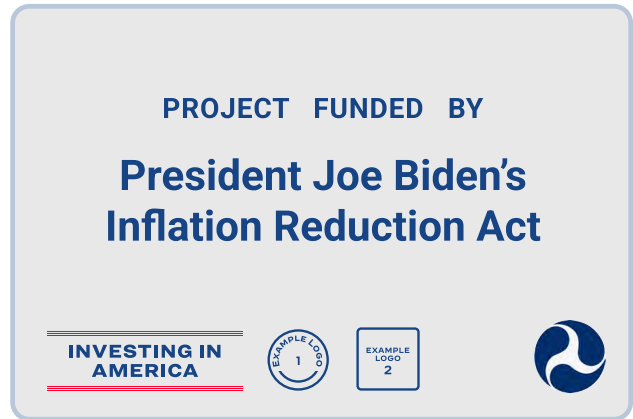 PROJECT FUNDED BY
President Joe Biden’s
Inflation Reduction Act
INVESTING IN
AMERICA
EXAMPLE LOGO
1
EXAMPLE
LOGO
2